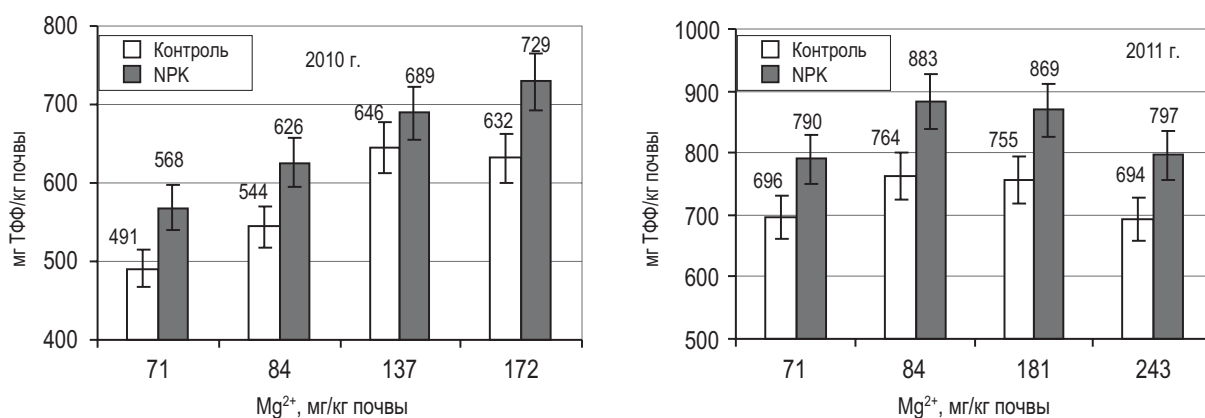 мг ТФФ/кг почвы
800
700
600
500
400
Контроль
NPK
2010 г.
491
568
544
626
646
689
632
729
71 84 137 172
Mg²⁺, мг/кг почвы
мг ТФФ/кг почвы
1000
900
800
700
600
500
Контроль
NPK
2011 г.
696
790
764
883
755
869
694
797
71 84 181 243
Mg²⁺, мг/кг почвы